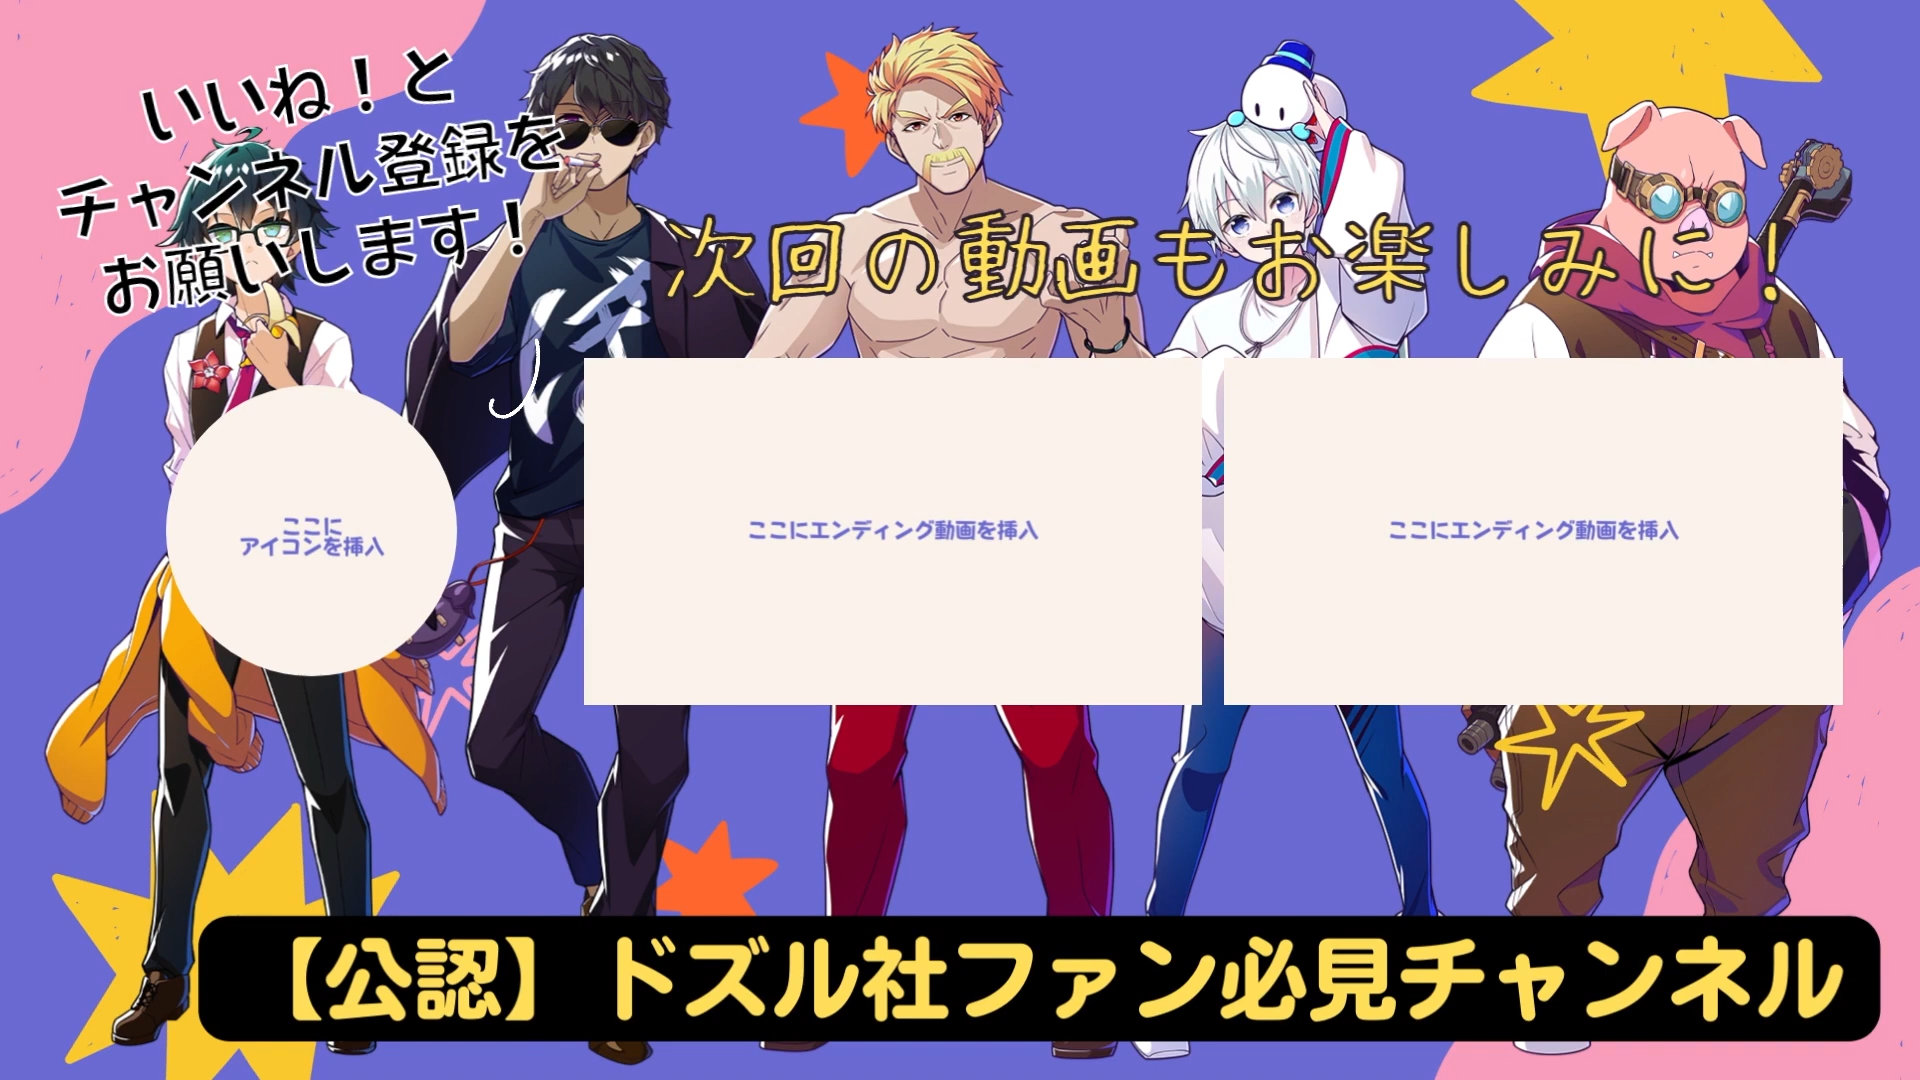 いいね！と
チャンネル登録を
お願いします！
次回の動画もお楽しみに！
ここに
アイコンを挿入
ここにエンディング動画を挿入
ここにエンディング動画を挿入
【公認】ドズル社ファン必見チャンネル